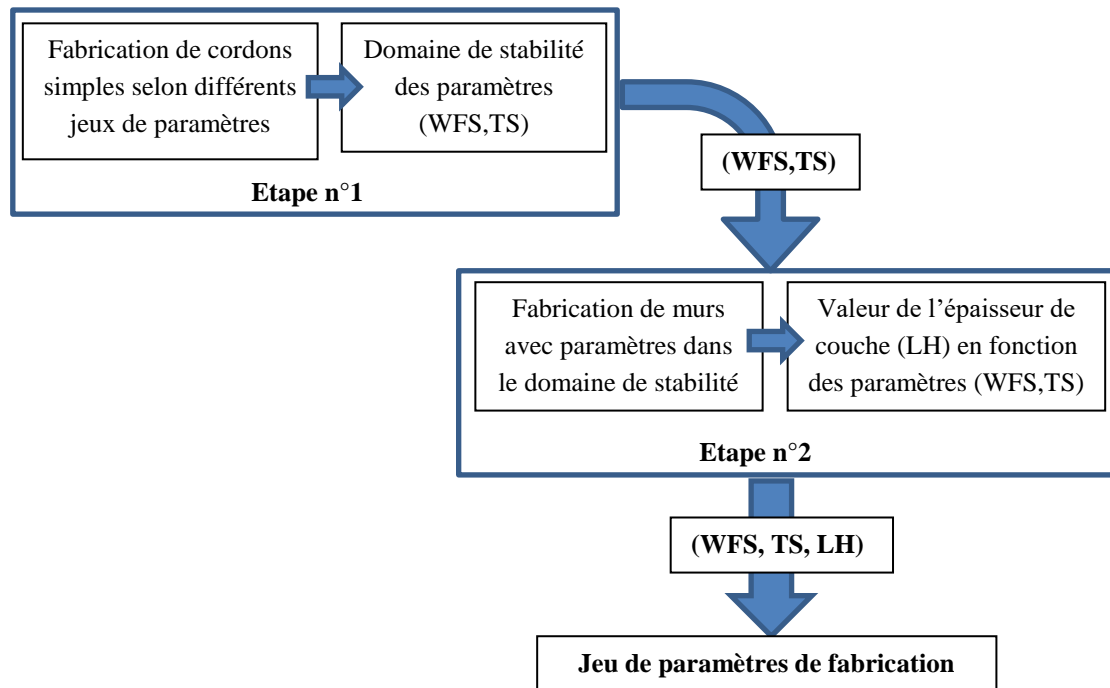 Fabrication de cordons
simples selon différents
jeux de paramètres
Domaine de stabilité
des paramètres
(WFS,TS)
Etape n°1
(WFS,TS)
Fabrication de murs
avec paramètres dans
le domaine de stabilité
Valeur de l’épaisseur de
couche (LH) en fonction
des paramètres (WFS,TS)
Etape n°2
(WFS, TS, LH)
Jeu de paramètres de fabrication